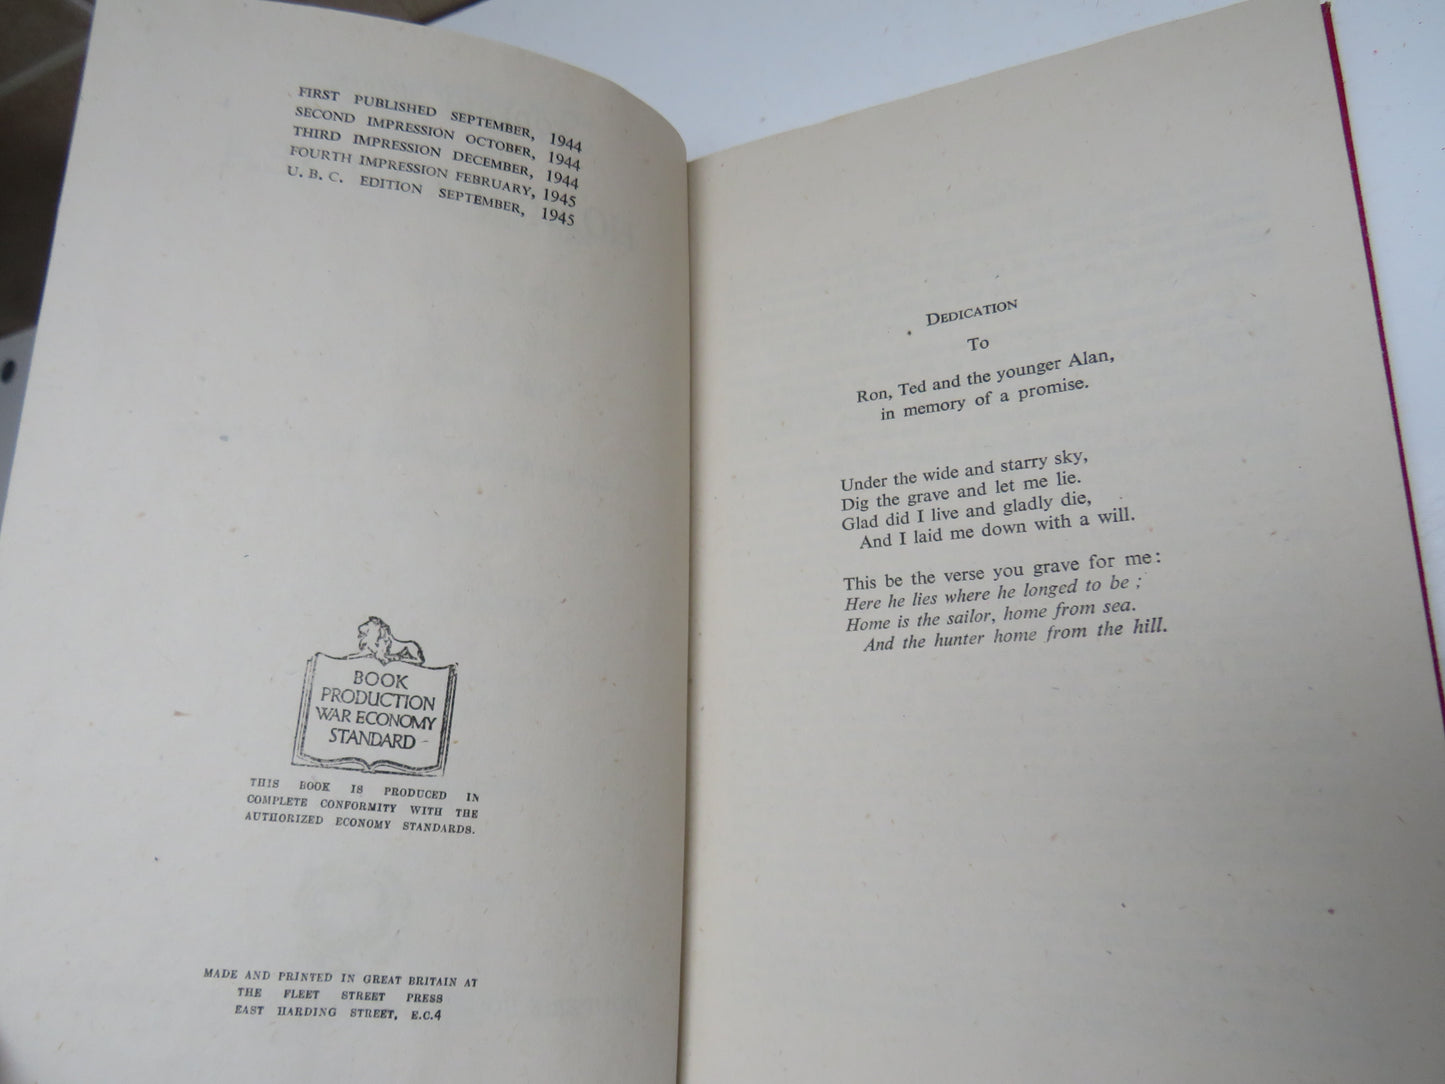 FIRST PUBLISHED SEPTEMBER, 1944
SECOND IMPRESSION OCTOBER, 1944
THIRD IMPRESSION DECEMBER, 1944
FOURTH IMPRESSION FEBRUARY, 1945
U. B. C. EDITION SEPTEMBER, 1945
BOOK
PRODUCTION
WAR ECONOMY
STANDARD
THIS BOOK IS PRODUCED IN
COMPLETE CONFORMITY WITH THE
AUTHORIZED ECONOMY STANDARDS.
MADE AND PRINTED IN GREAT BRITAIN AT
THE FLEET STREET PRESS
EAST HARDING STREET, E.C.4
DEDICATION
To
Ron, Ted and the younger Alan,
in memory of a promise.
Under the wide and starry sky,
Dig the grave and let me lie.
Glad did I live and gladly die,
And I laid me down with a will.
This be the verse you grave for me:
Here he lies where he longed to be ;
Home is the sailor, home from sea.
And the hunter home from the hill.